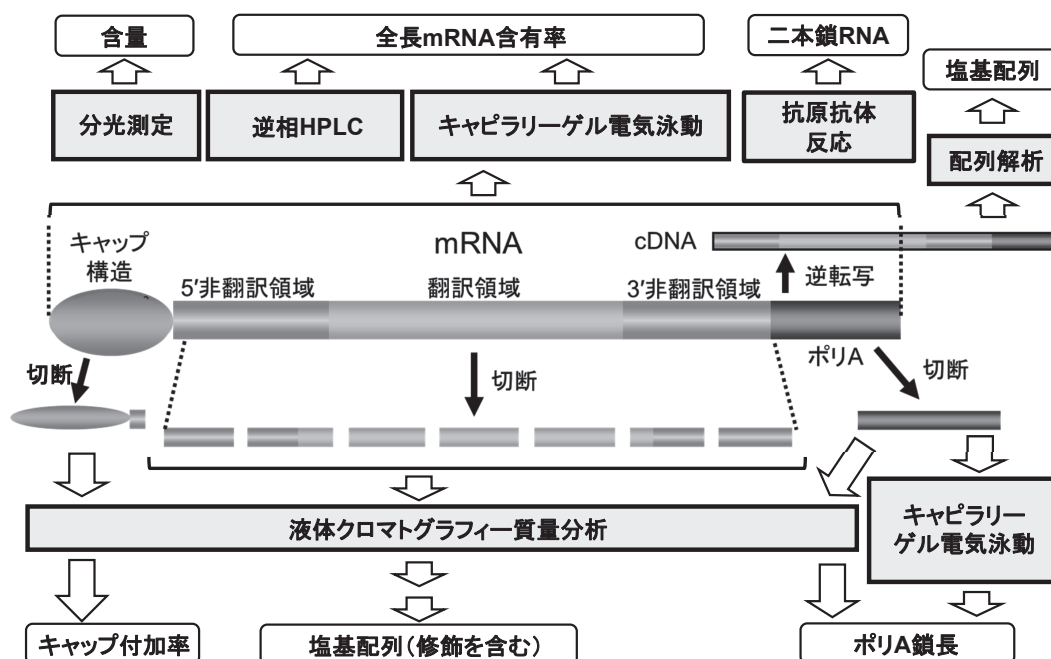 含量
全長mRNA含有率
二本鎖RNA
塩基配列
分光測定
逆相HPLC
キャピラリーゲル電気泳動
抗原抗体
反応
配列解析
キャップ
構造
mRNA
cDNA
5′非翻訳領域
翻訳領域
3′非翻訳領域
逆転写
ポリA
切断
切断
切断
液体クロマトグラフィー質量分析
キャピラリー
ゲル電気泳動
キャップ付加率
塩基配列（修飾を含む）
ポリA鎖長